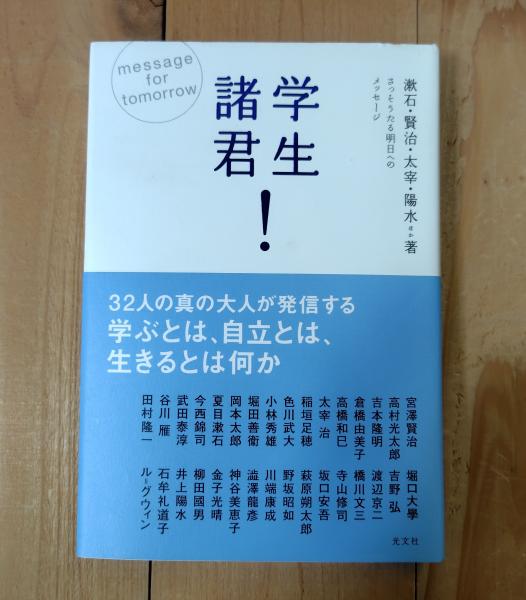 message
for
tomorrow
学生
諸君!
漱石・賢治・太宰・陽水ほか著
さっそうたる明日への
メッセージ
32人の真の大人が発信する
学ぶとは、自立とは、
生きるとは何か
宮澤賢治
高村光太郎
吉本隆明
倉橋由美子
高橋和巳
太宰 治
稲垣足穂
色川武大
小林秀雄
堀田善衞
岡本太郎
夏目漱石
今西錦司
武田泰淳
谷川 雁
田村隆一
堀口大學
吉野 弘
渡辺京二
橋川文三
寺山修司
坂口安吾
萩原朔太郎
野坂昭如
川端康成
澁澤龍彦
神谷美恵子
金子光晴
柳田國男
井上陽水
石牟礼道子
ル=グウィン
光文社